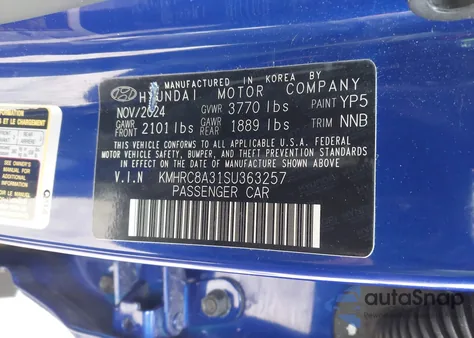 MANUFACTURED IN KOREA BY
HYUNDAI MOTOR COMPANY
NOV/2024 GVWR 3770 lbs PAINT YP5
GAWR FRONT 2101 lbs GAWR REAR 1889 lbs TRIM NNB
THIS VEHICLE CONFORMS TO ALL APPLICABLE U.S.A. FEDERAL
MOTOR VEHICLE SAFETY, BUMPER, AND THEFT PREVENTION STANDARDS
IN EFFECT ON THE DATE OF MANUFACTURE SHOWN ABOVE.
V.I.N KMHRC8A31SU363257
PASSENGER CAR
autoSnap